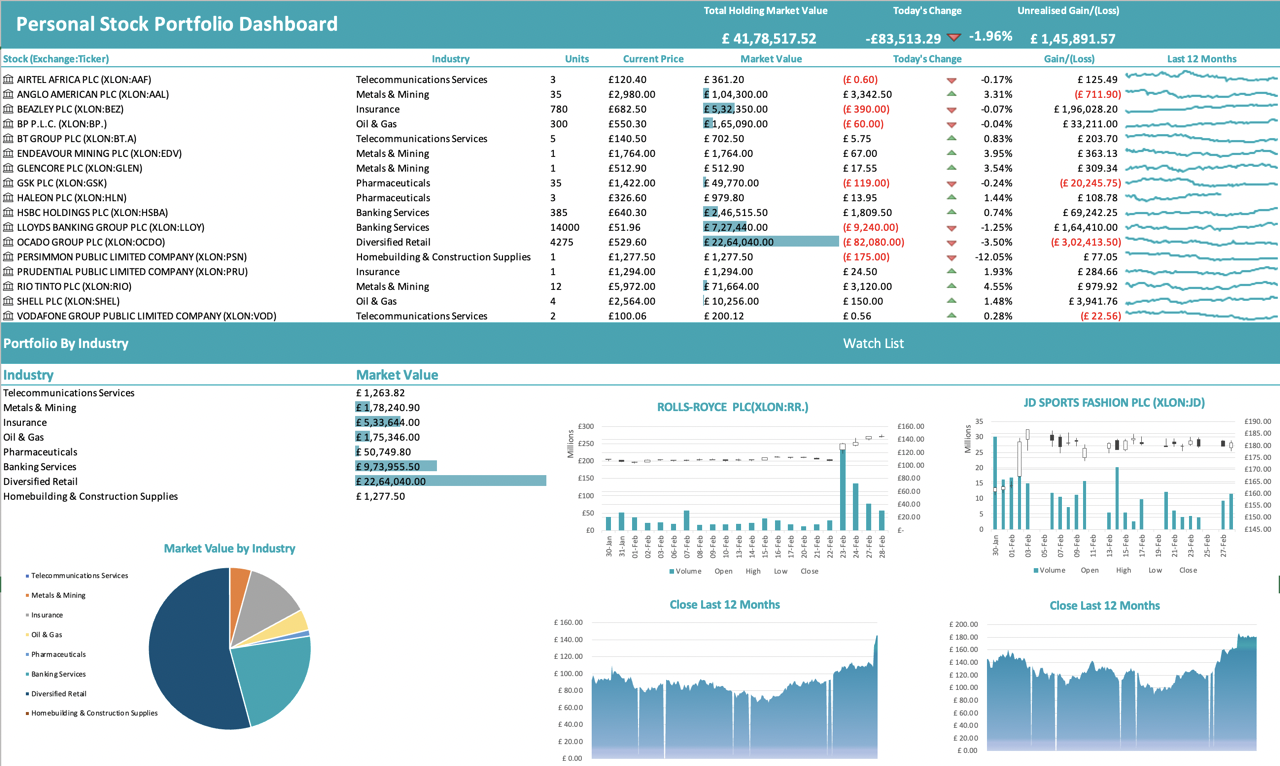 Personal Stock Portfolio Dashboard
Total Holding Market Value Today's Change Unrealised Gain/(Loss)
£ 41,78,517.52 -£83,513.29 -1.96% £ 1,45,891.57
Stock (Exchange:Ticker) Industry Units Current Price Market Value Today's Change Gain/(Loss) Last 12 Months
AIRTEL AFRICA PLC (XLON:AAF) Telecommunications Services 3 £120.40 £ 361.20 (£ 0.60) -0.17% £ 125.49
ANGLO AMERICAN PLC (XLON:AAL) Metals & Mining 35 £2,980.00 £ 1,04,300.00 £ 3,342.50 3.31% (£ 711.90)
BEAZLEY PLC (XLON:BEZ) Insurance 780 £682.50 £ 5,32,350.00 (£ 390.00) -0.07% £ 1,96,028.20
BP P.L.C. (XLON:BP.) Oil & Gas 300 £550.30 £ 1,65,090.00 (£ 60.00) -0.04% £ 33,211.00
BT GROUP PLC (XLON:BT.A) Telecommunications Services 5 £140.50 £ 702.50 £ 5.75 0.83% £ 203.70
ENDEAVOUR MINING PLC (XLON:EDV) Metals & Mining 1 £1,764.00 £ 1,764.00 £ 67.00 3.95% £ 363.13
GLENCORE PLC (XLON:GLEN) Metals & Mining 1 £512.90 £ 512.90 £ 17.55 3.54% £ 309.34
GSK PLC (XLON:GSK) Pharmaceuticals 35 £1,422.00 £ 49,770.00 (£ 119.00) -0.24% (£ 20,245.75)
HALEON PLC (XLON:HLN) Pharmaceuticals 3 £326.60 £ 979.80 £ 13.95 1.44% £ 108.78
HSBC HOLDINGS PLC (XLON:HSBA) Banking Services 385 £640.30 £ 2,46,515.50 £ 1,809.50 0.74% £ 69,242.25
LLOYDS BANKING GROUP PLC (XLON:LLOY) Banking Services 14000 £51.96 £ 7,27,440.00 (£ 9,240.00) -1.25% £ 1,64,410.00
OCADO GROUP PLC (XLON:OCDO) Diversified Retail 4275 £529.60 £ 22,64,040.00 (£ 82,080.00) -3.50% (£ 3,02,413.50)
PERSIMMON PUBLIC LIMITED COMPANY (XLON:PSN) Homebuilding & Construction Supplies 1 £1,277.50 £ 1,277.50 (£ 175.00) -12.05% £ 77.05
PRUDENTIAL PUBLIC LIMITED COMPANY (XLON:PRU) Insurance 1 £1,294.00 £ 1,294.00 £ 24.50 1.93% £ 284.66
RIO TINTO PLC (XLON:RIO) Metals & Mining 12 £5,972.00 £ 71,664.00 £ 3,120.00 4.55% £ 979.92
SHELL PLC (XLON:SHEL) Oil & Gas 4 £2,564.00 £ 10,256.00 £ 150.00 1.48% £ 3,941.76
VODAFONE GROUP PUBLIC LIMITED COMPANY (XLON:VOD) Telecommunications Services 2 £100.06 £ 200.12 £ 0.56 0.28% (£ 22.56)
Portfolio By Industry Watch List
Industry Market Value
Telecommunications Services £ 1,263.82
Metals & Mining £ 1,78,240.90
Insurance £ 5,33,644.00
Oil & Gas £ 1,75,346.00
Pharmaceuticals £ 50,749.80
Banking Services £ 9,73,955.50
Diversified Retail £ 22,64,040.00
Homebuilding & Construction Supplies £ 1,277.50
Market Value by Industry
Telecommunications Services
Metals & Mining
Insurance
Oil & Gas
Pharmaceuticals
Banking Services
Diversified Retail
Homebuilding & Construction Supplies
ROLLS-ROYCE PLC(XLON:RR.)
Millions
£300
£250
£200
£150
£100
£50
£0
£160.00
£140.00
£120.00
£100.00
£80.00
£60.00
£40.00
£20.00
£-
30-Jan 31-Jan 01-Feb 02-Feb 03-Feb 06-Feb 07-Feb 08-Feb 09-Feb 10-Feb 13-Feb 14-Feb 15-Feb 16-Feb 17-Feb 20-Feb 21-Feb 22-Feb 23-Feb 24-Feb 27-Feb 28-Feb
Volume Open High Low Close
JD SPORTS FASHION PLC (XLON:JD)
Millions
35
30
25
20
15
10
5
0
£190.00
£185.00
£180.00
£175.00
£170.00
£165.00
£160.00
£155.00
£150.00
£145.00
30-Jan 01-Feb 03-Feb 05-Feb 07-Feb 09-Feb 11-Feb 13-Feb 15-Feb 17-Feb 19-Feb 21-Feb 23-Feb 25-Feb 27-Feb
Volume Open High Low Close
Close Last 12 Months
£ 160.00
£ 140.00
£ 120.00
£ 100.00
£ 80.00
£ 60.00
£ 40.00
£ 20.00
£ 0.00
Close Last 12 Months
£ 200.00
£ 180.00
£ 160.00
£ 140.00
£ 120.00
£ 100.00
£ 80.00
£ 60.00
£ 40.00
£ 20.00
£ 0.00